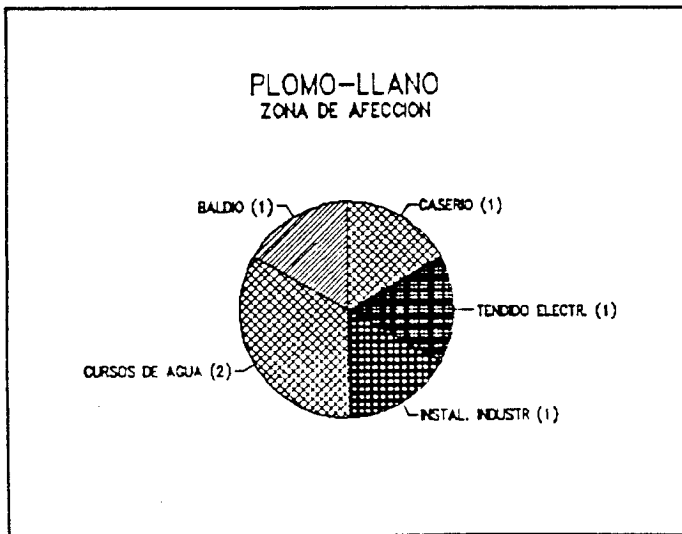 PLOMO-LLANO
ZONA DE AFECCION
BALDIO (1)
CASERIO (1)
TENDIDO ELECTR. (1)
CURSOS DE AGUA (2)
INSTAL. INDUSTR (1)